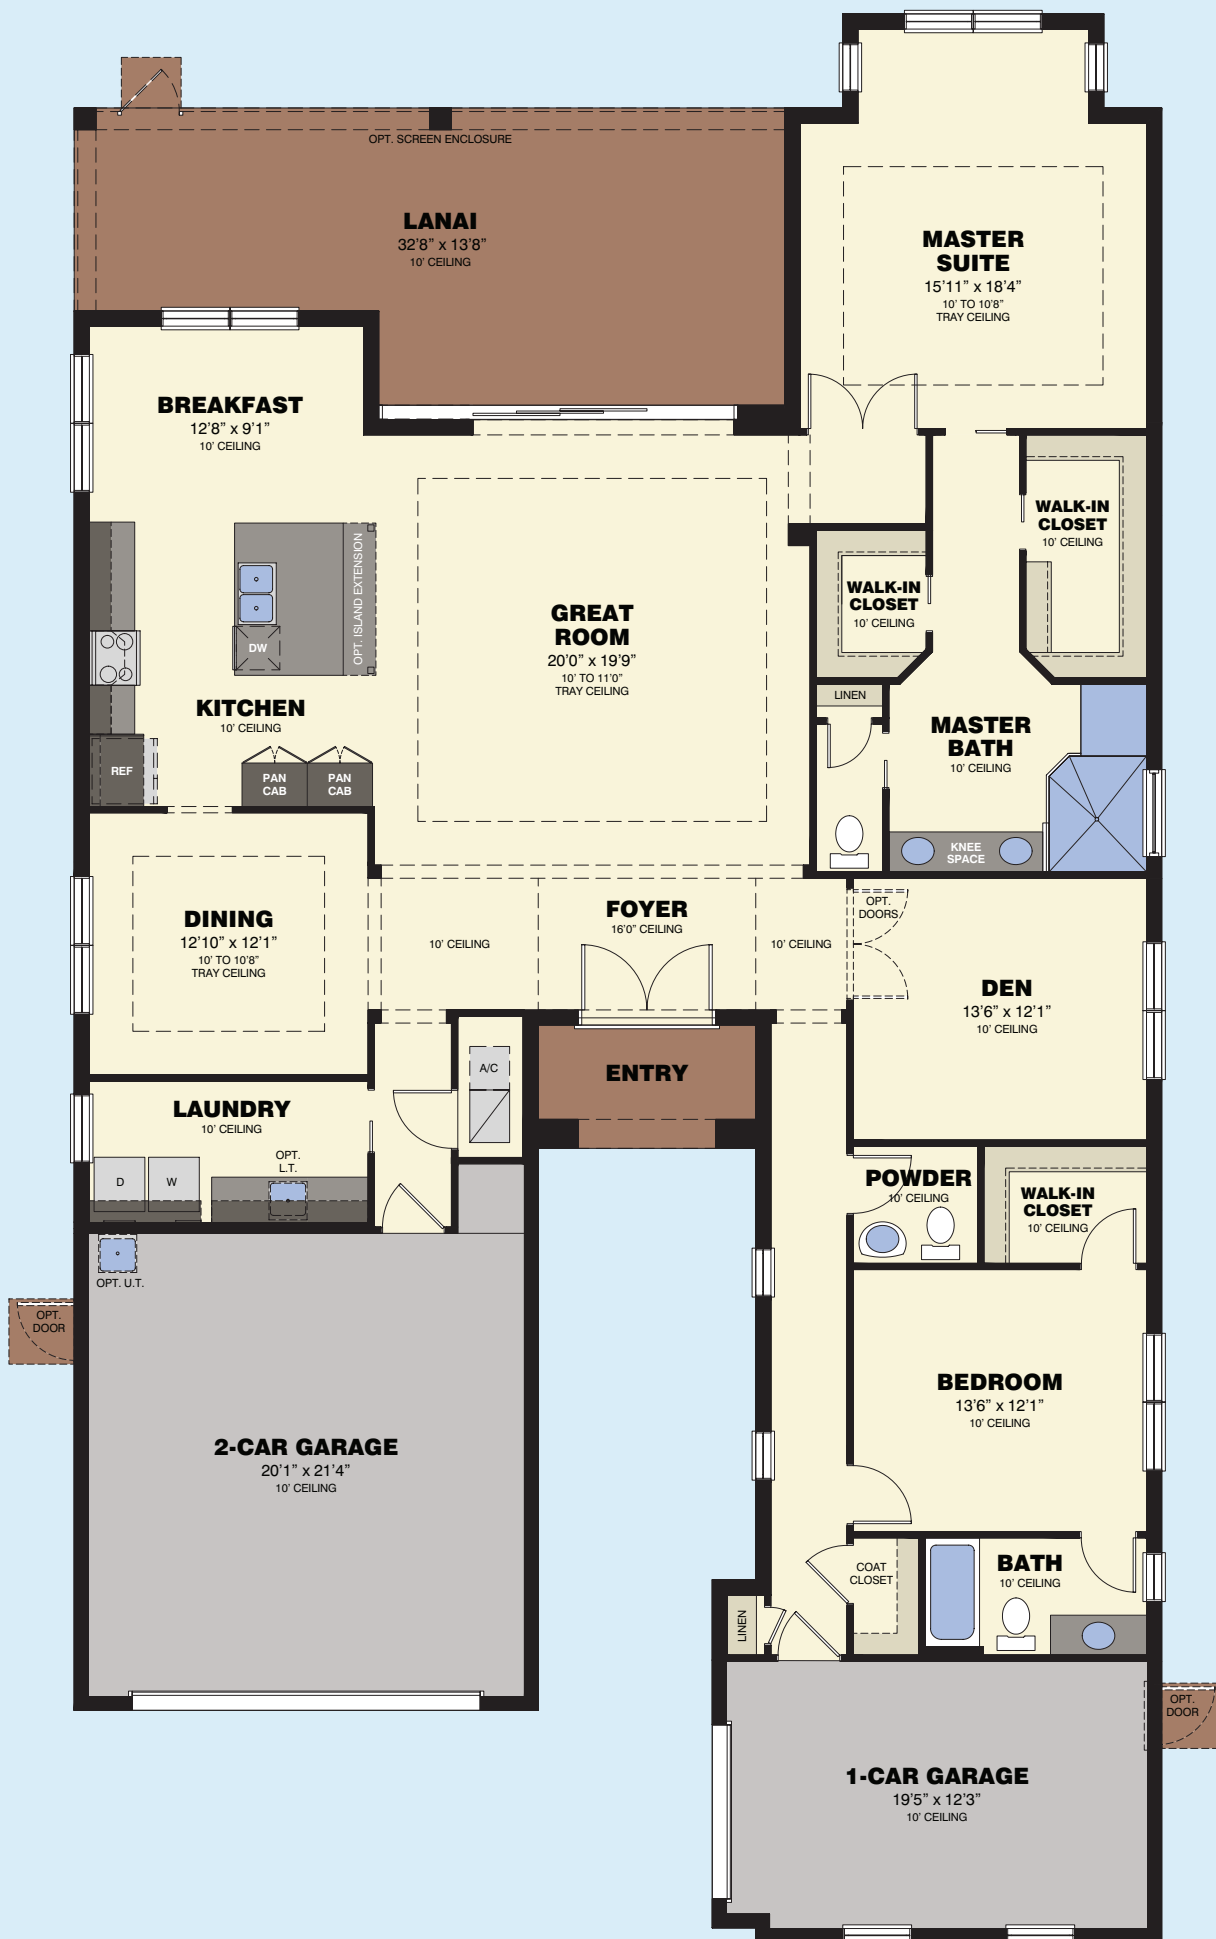 OPT. SCREEN ENCLOSURE
LANAI
32'8" x 13'8"
10' CEILING
MASTER
SUITE
15'11" x 18'4"
10' TO 10'8"
TRAY CEILING
BREAKFAST
12'8" x 9'1"
10' CEILING
WALK-IN
CLOSET
10' CEILING
WALK-IN
CLOSET
10' CEILING
OPT. ISLAND EXTENSION
DW
GREAT
ROOM
20'0" x 19'9"
10' TO 11'0"
TRAY CEILING
KITCHEN
10' CEILING
LINEN
MASTER
BATH
10' CEILING
REF
PAN
CAB
PAN
CAB
KNEE
SPACE
DINING
12'10" x 12'1"
10' TO 10'8"
TRAY CEILING
10' CEILING
FOYER
16'0" CEILING
10' CEILING
OPT.
DOORS
DEN
13'6" x 12'1"
10' CEILING
A/C
ENTRY
LAUNDRY
10' CEILING
OPT.
L.T.
D
W
POWDER
10' CEILING
WALK-IN
CLOSET
10' CEILING
OPT. U.T.
OPT.
DOOR
BEDROOM
13'6" x 12'1"
10' CEILING
2-CAR GARAGE
20'1" x 21'4"
10' CEILING
COAT
CLOSET
BATH
10' CEILING
LINEN
OPT.
DOOR
1-CAR GARAGE
19'5" x 12'3"
10' CEILING